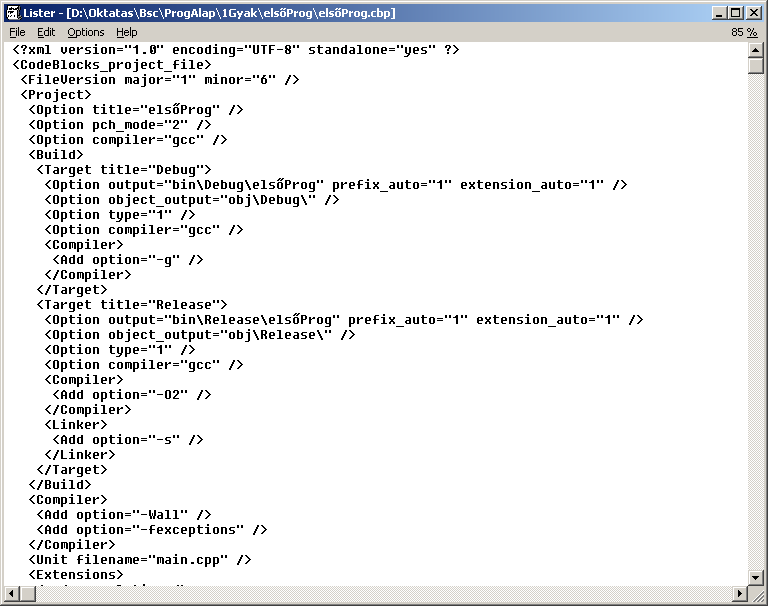 Lister - [D:\Oktatas\Bsc\ProgAlap\1Gyak\elsőProg\elsőProg.cbp]
File Edit Options Help 85 %
<?xml version="1.0" encoding="UTF-8" standalone="yes" ?>
<CodeBlocks_project_file>
<FileVersion major="1" minor="6" />
<Project>
<Option title="elsőProg" />
<Option pch_mode="2" />
<Option compiler="gcc" />
<Build>
<Target title="Debug">
<Option output="bin\Debug\elsőProg" prefix_auto="1" extension_auto="1" />
<Option object_output="obj\Debug\" />
<Option type="1" />
<Option compiler="gcc" />
<Compiler>
<Add option="-g" />
</Compiler>
</Target>
<Target title="Release">
<Option output="bin\Release\elsőProg" prefix_auto="1" extension_auto="1" />
<Option object_output="obj\Release\" />
<Option type="1" />
<Option compiler="gcc" />
<Compiler>
<Add option="-O2" />
</Compiler>
<Linker>
<Add option="-s" />
</Linker>
</Target>
</Build>
<Compiler>
<Add option="-Wall" />
<Add option="-fexceptions" />
</Compiler>
<Unit filename="main.cpp" />
<Extensions>